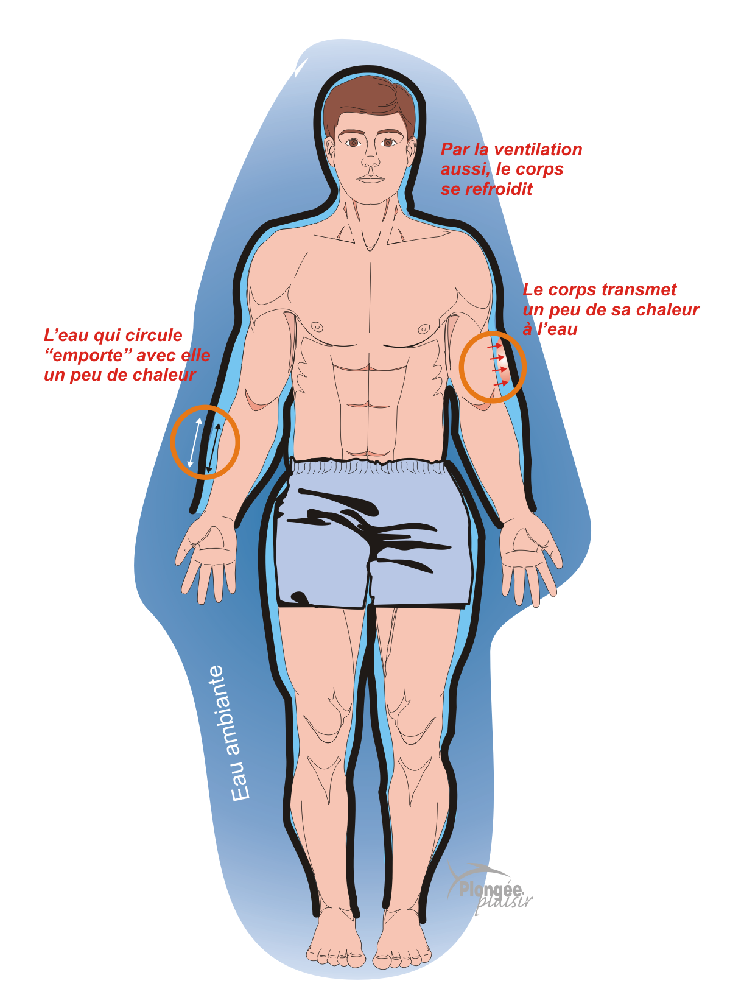 Par la ventilation
aussi, le corps
se refroidit
Le corps transmet
un peu de sa chaleur
à l’eau
L’eau qui circule
“emporte” avec elle
un peu de chaleur
Eau ambiante
Plongée
plaisir